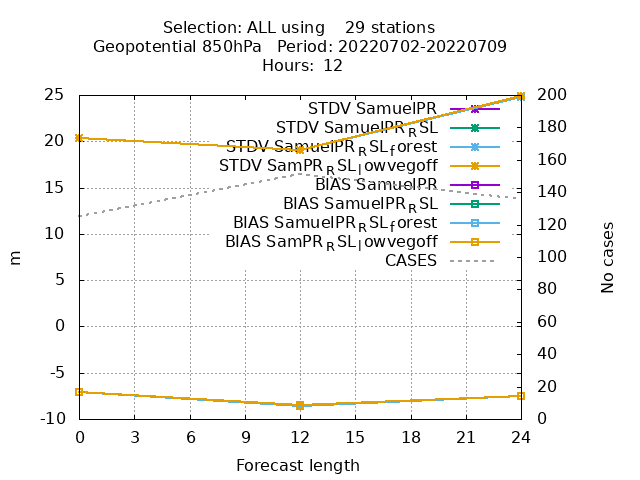 Selection: ALL using    29 stations
Geopotential 850hPa   Period: 20220702-20220709
Hours:  12
25
20
15
10
5
0
-5
-10
m
200
180
160
140
120
100
80
60
40
20
0
No cases
STDV SamuelPR
STDV SamuelPR_RSL
STDV SamuelPR_RSL_forest
STDV SamPR_RSL_lowvegoff
BIAS SamuelPR
BIAS SamuelPR_RSL
BIAS SamuelPR_RSL_forest
BIAS SamPR_RSL_lowvegoff
CASES
0 3 6 9 12 15 18 21 24
Forecast length